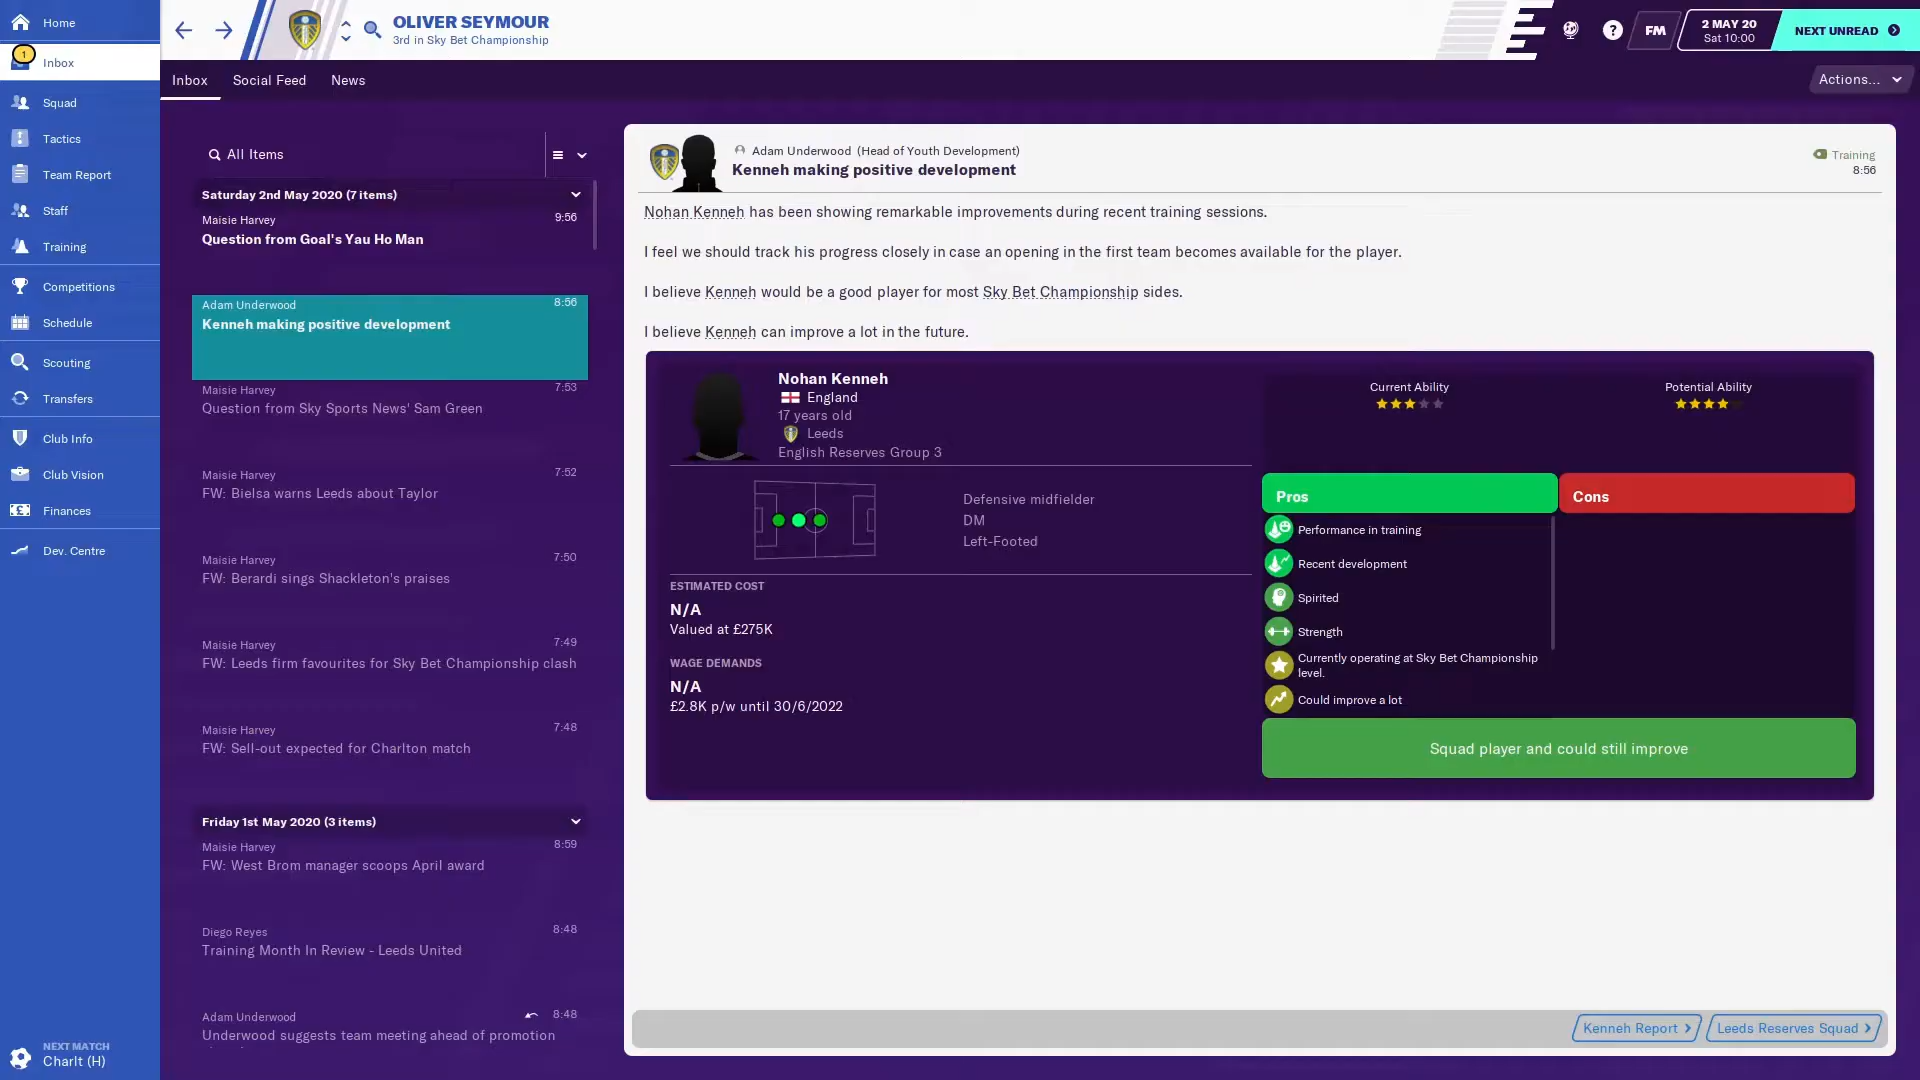 Home
1
Inbox
Squad
Tactics
Team Report
Staff
Training
Competitions
Schedule
Scouting
Transfers
Club Info
Club Vision
Finances
Dev. Centre
NEXT MATCH
Charlt (H)
OLIVER SEYMOUR
3rd in Sky Bet Championship
?
FM
2 MAY 20
Sat 10:00
NEXT UNREAD
Inbox
Social Feed
News
Actions...
All Items
Saturday 2nd May 2020 (7 items)
Maisie Harvey 9:56
Question from Goal's Yau Ho Man
Adam Underwood 8:56
Kenneh making positive development
Maisie Harvey 7:53
Question from Sky Sports News' Sam Green
Maisie Harvey 7:52
FW: Bielsa warns Leeds about Taylor
Maisie Harvey 7:50
FW: Berardi sings Shackleton's praises
Maisie Harvey 7:49
FW: Leeds firm favourites for Sky Bet Championship clash
Maisie Harvey 7:48
FW: Sell-out expected for Charlton match
Friday 1st May 2020 (3 items)
Maisie Harvey 8:59
FW: West Brom manager scoops April award
Diego Reyes 8:48
Training Month In Review - Leeds United
Adam Underwood 8:48
Underwood suggests team meeting ahead of promotion
Adam Underwood (Head of Youth Development)
Kenneh making positive development
Training
8:56
Nohan Kenneh has been showing remarkable improvements during recent training sessions.
I feel we should track his progress closely in case an opening in the first team becomes available for the player.
I believe Kenneh would be a good player for most Sky Bet Championship sides.
I believe Kenneh can improve a lot in the future.
Nohan Kenneh
England
17 years old
Leeds
English Reserves Group 3
Defensive midfielder
DM
Left-Footed
ESTIMATED COST
N/A
Valued at £275K
WAGE DEMANDS
N/A
£2.8K p/w until 30/6/2022
Current Ability
Potential Ability
Pros
Cons
Performance in training
Recent development
Spirited
Strength
Currently operating at Sky Bet Championship
level.
Could improve a lot
Squad player and could still improve
Kenneh Report
Leeds Reserves Squad